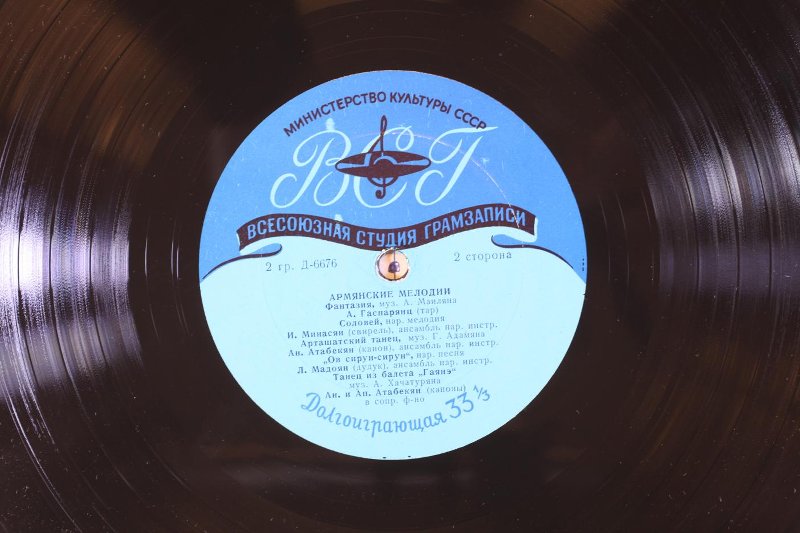 МИНИСТЕРСТВО КУЛЬТУРЫ СССР
ВСГ
ВСЕСОЮЗНАЯ СТУДИЯ ГРАМЗАПИСИ
2 гр. Д-6676 2 сторона
АРМЯНСКИЕ МЕЛОДИИ
Фантазия, муз. А. Маиляна
А. Гаспарянц (тар)
Соловей, нар. мелодия
И. Минасян (свирель), ансамбль нар. инстр.
Арташатский танец, муз. Г. Адамяна
Ан. Атабекян (канон), ансамбль нар. инстр.
„Ов сирун-сирун", нар. песня
Л. Мадоян (дудук), ансамбль нар. инстр.
Танец из балета „Гаянэ"
муз. А. Хачатуряна
Ан. и Ал. Атабекян (каноны)
в сопр. ф-но
Долгоиграющая 33 1/3